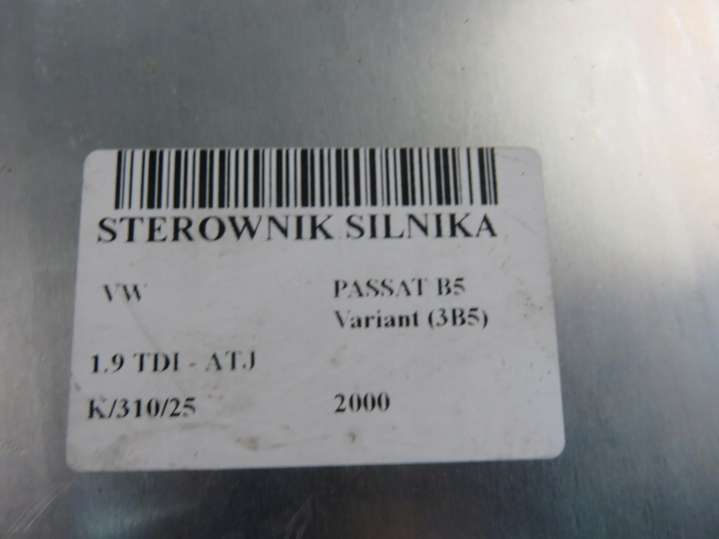 STEROWNIK SILNIKA
VW PASSAT B5
Variant (3B5)
1.9 TDI - ATJ
K/310/25 2000